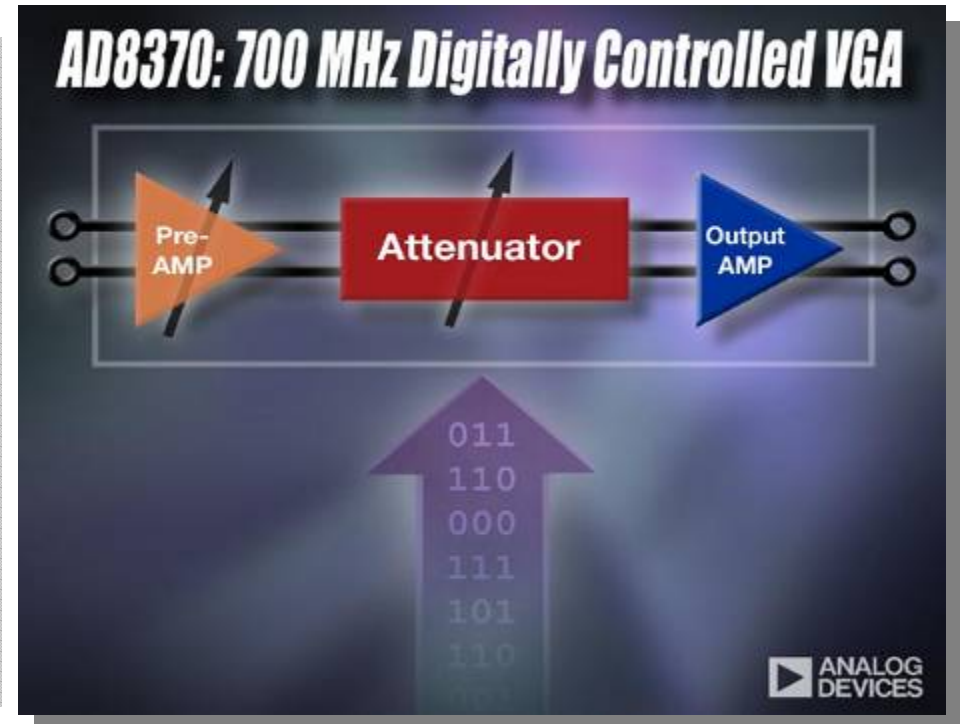 AD8370: 700 MHz Digitally Controlled VGA
Pre-
AMP
Attenuator
Output
AMP
011
110
000
111
101
110
ANALOG
DEVICES